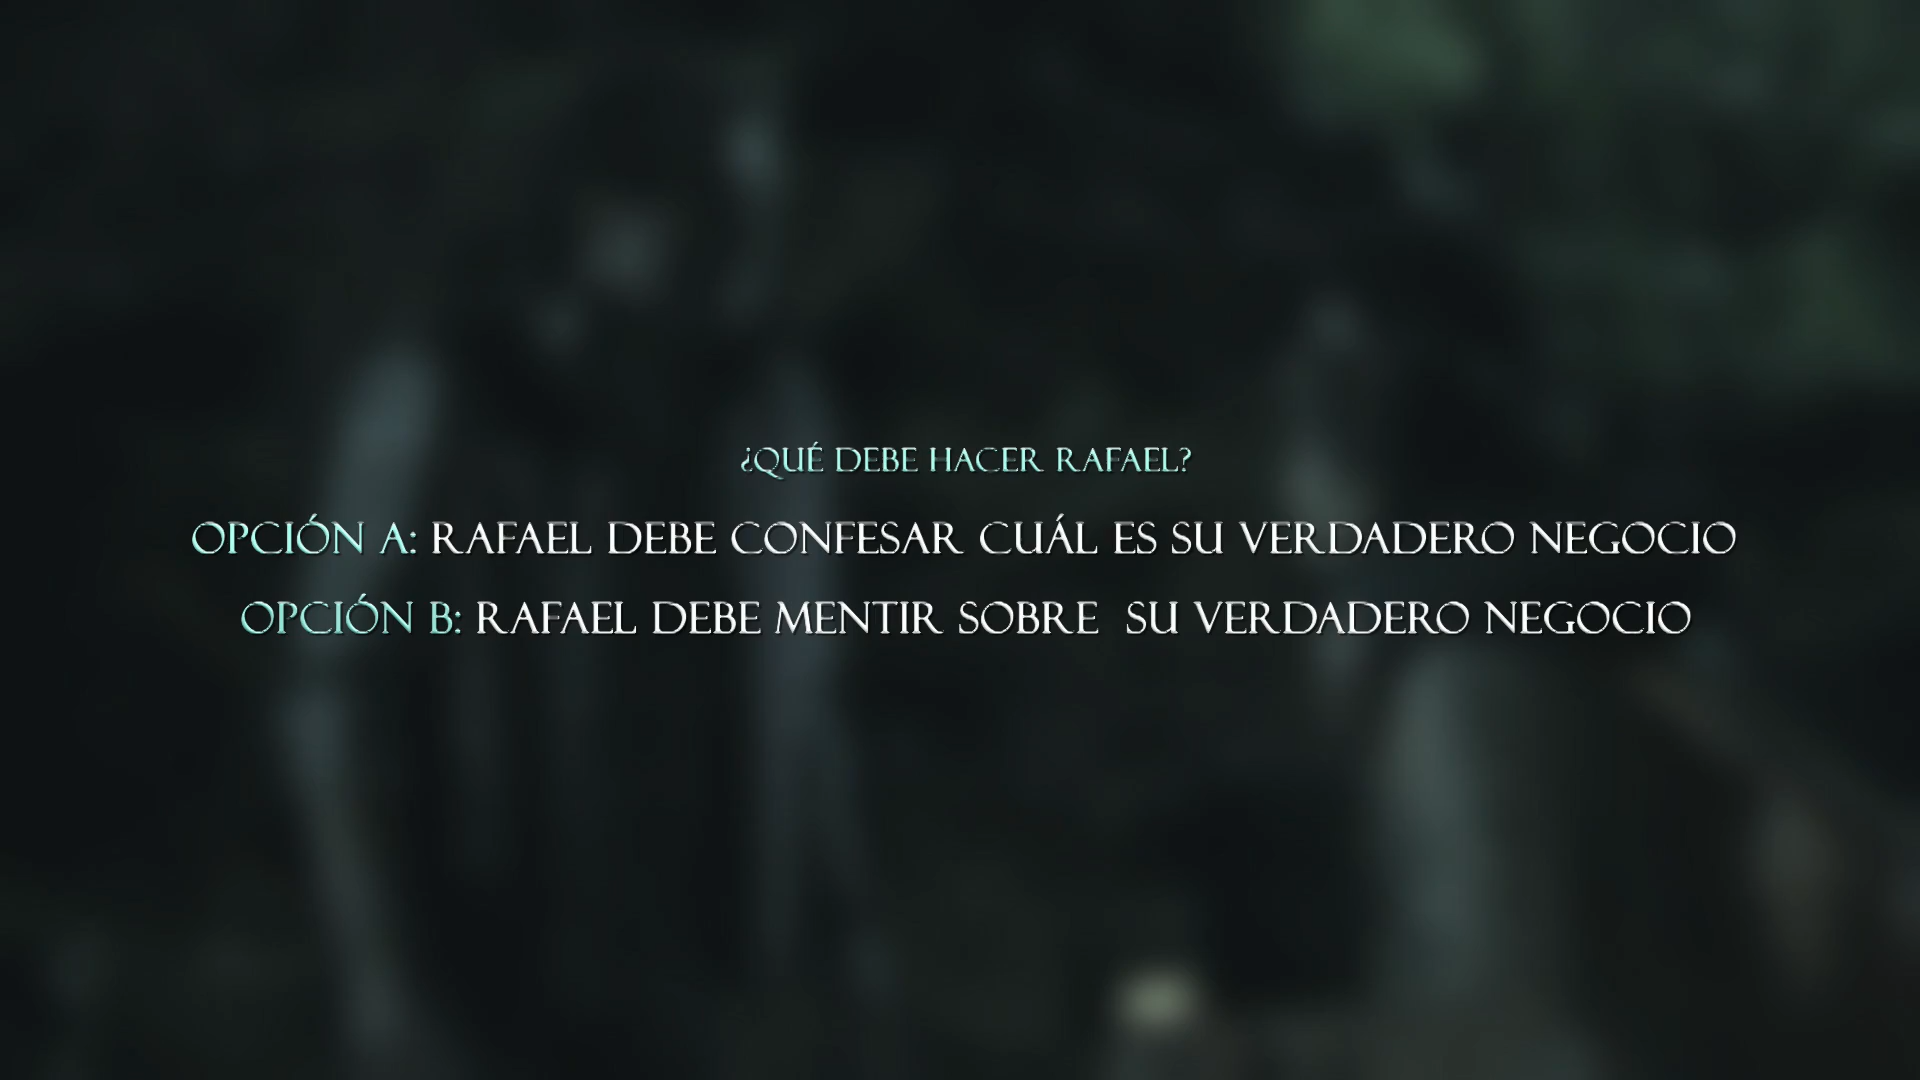 ¿QUÉ DEBE HACER RAFAEL?
OPCIÓN A: RAFAEL DEBE CONFESAR CUÁL ES SU VERDADERO NEGOCIO
OPCIÓN B: RAFAEL DEBE MENTIR SOBRE  SU VERDADERO NEGOCIO